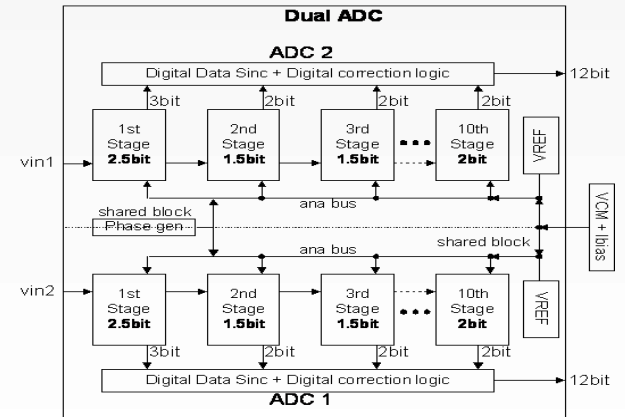 Dual ADC
ADC 2
Digital Data Sinc + Digital correction logic
12bit
3bit
2bit
2bit
2bit
vin1
1st
Stage
2.5bit
2nd
Stage
1.5bit
3rd
Stage
1.5bit
10th
Stage
2bit
VREF
ana bus
shared block
Phase gen
VCM + Ibias
ana bus
shared block
vin2
1st
Stage
2.5bit
2nd
Stage
1.5bit
3rd
Stage
1.5bit
10th
Stage
2bit
VREF
3bit
2bit
2bit
2bit
Digital Data Sinc + Digital correction logic
12bit
ADC 1